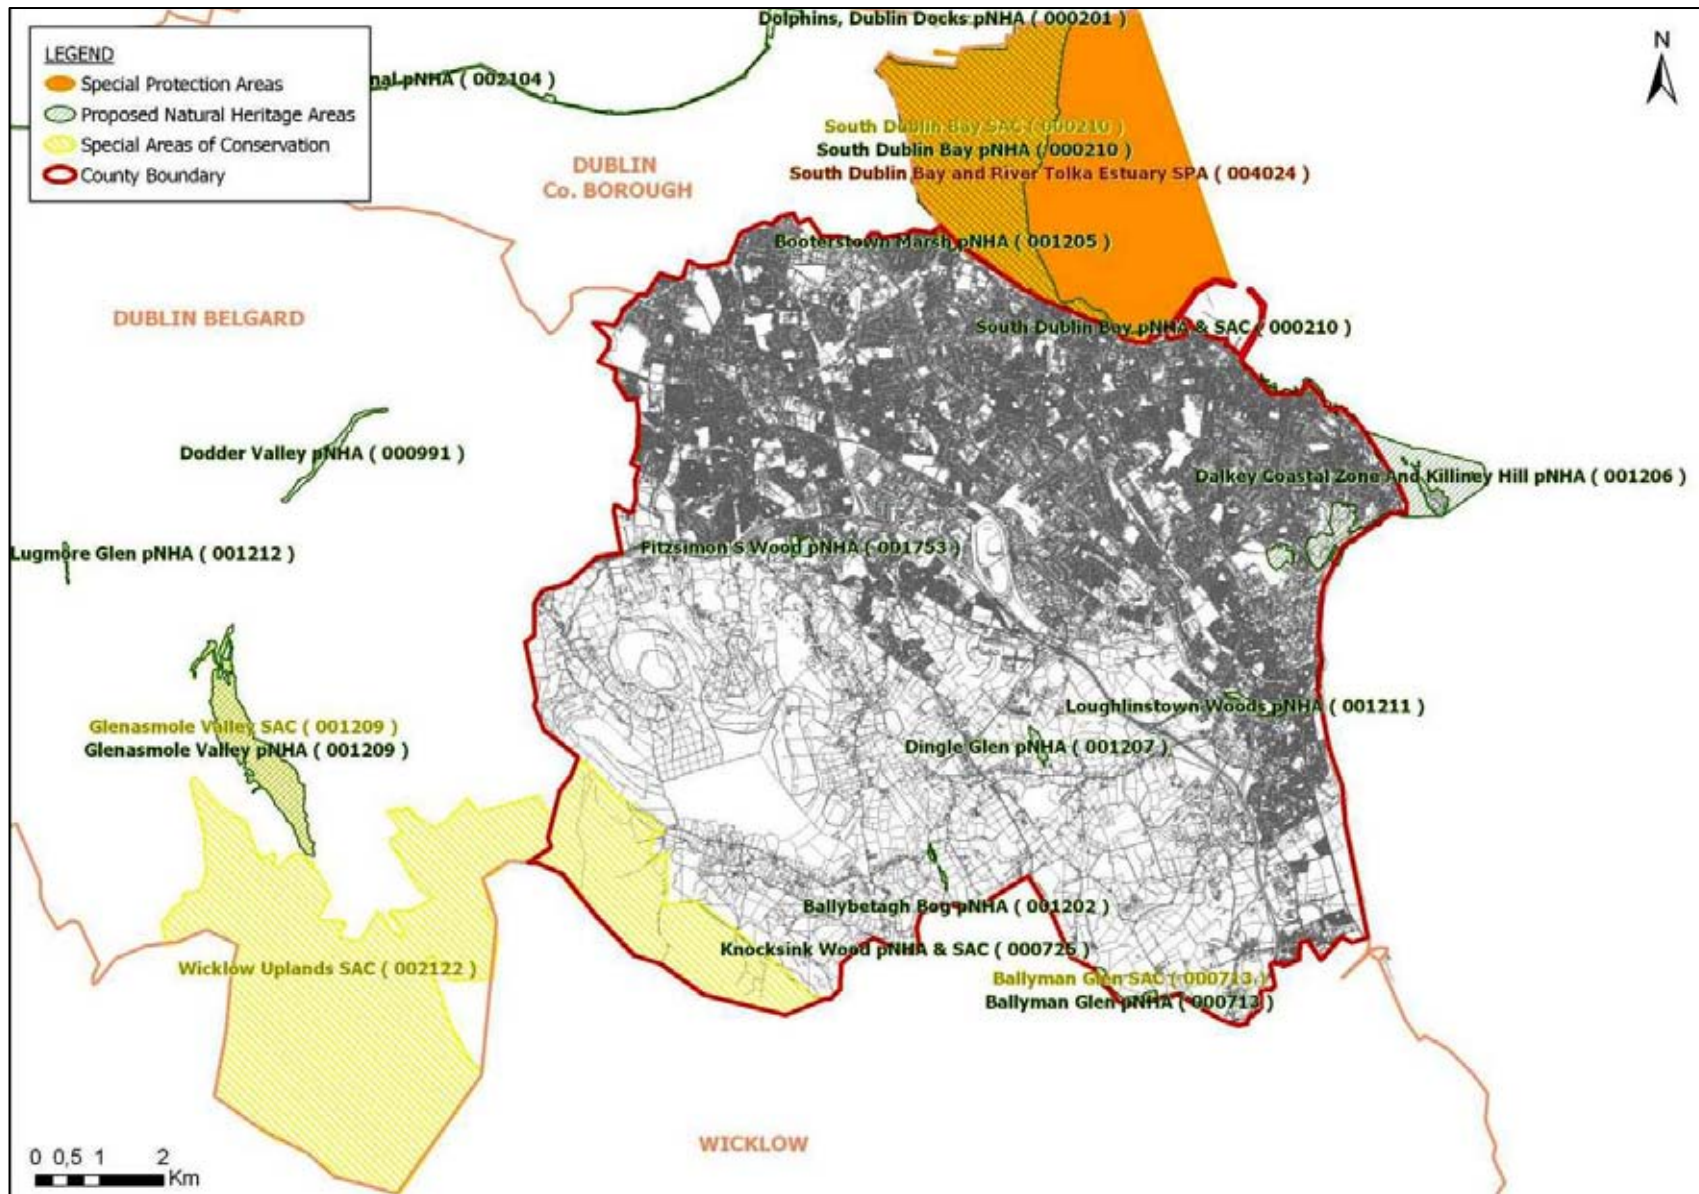 Dolphins, Dublin Docks pNHA ( 000201 )
LEGEND
Special Protection Areas
Proposed Natural Heritage Areas
Special Areas of Conservation
County Boundary
nal pNHA ( 002104 )
N
South Dublin Bay SAC ( 000210 )
South Dublin Bay pNHA ( 000210 )
South Dublin Bay and River Tolka Estuary SPA ( 004024 )
DUBLIN
Co. BOROUGH
Booterstown Marsh pNHA ( 001205 )
DUBLIN BELGARD
South Dublin Bay pNHA & SAC ( 000210 )
Dodder Valley pNHA ( 000991 )
Dalkey Coastal Zone And Killiney Hill pNHA ( 001206 )
Lugmore Glen pNHA ( 001212 )
Fitzsimon S Wood pNHA ( 001753 )
Loughlinstown Woods pNHA ( 001211 )
Glenasmole Valley SAC ( 001209 )
Glenasmole Valley pNHA ( 001209 )
Dingle Glen pNHA ( 001207 )
Ballybetagh Bog pNHA ( 001202 )
Knocksink Wood pNHA & SAC ( 000725 )
Wicklow Uplands SAC ( 002122 )
Ballyman Glen SAC ( 000713 )
Ballyman Glen pNHA ( 000713 )
WICKLOW
0 0,5 1 2
Km